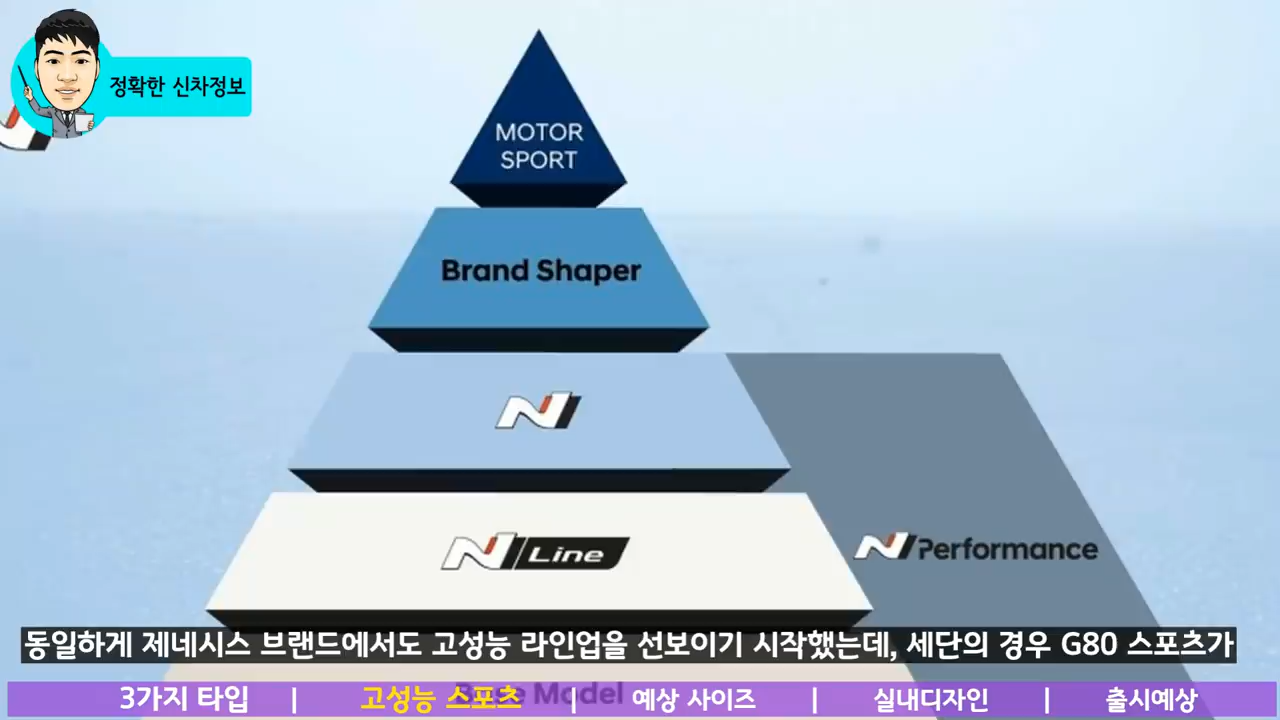 정확한 신차정보
MOTOR
SPORT
Brand Shaper
N
N Line
N Performance
동일하게 제네시스 브랜드에서도 고성능 라인업을 선보이기 시작했는데, 세단의 경우 G80 스포츠가
Base Model
3가지 타입 | 고성능 스포츠 | 예상 사이즈 | 실내디자인 | 출시예상